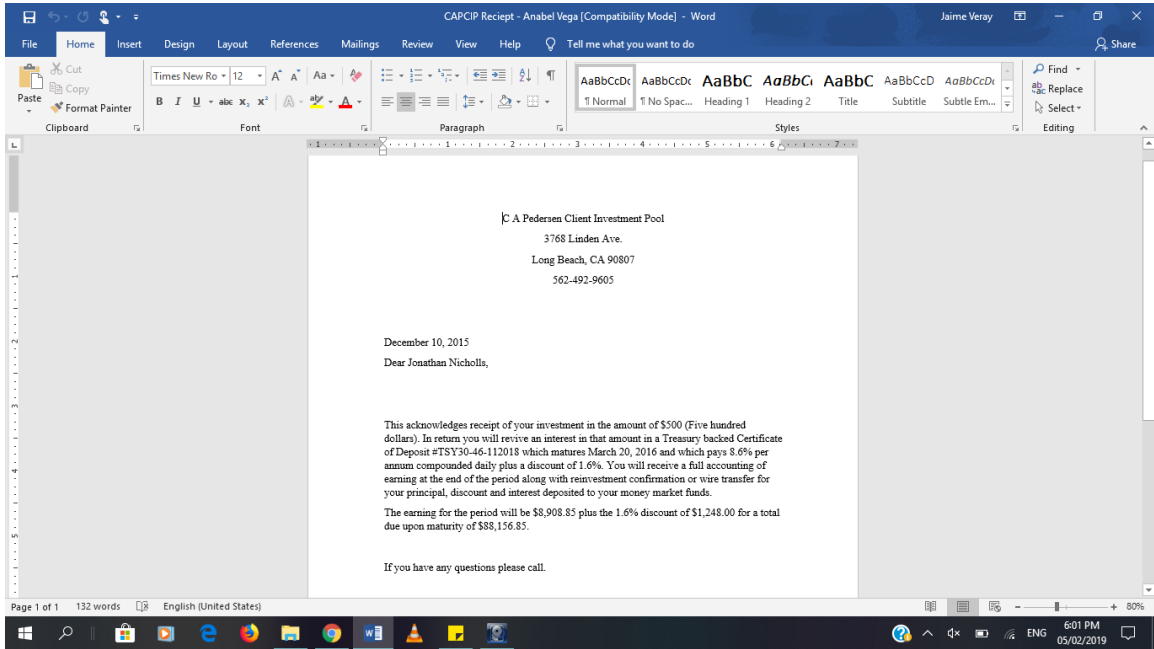 CAPCIP Reciept - Anabel Vega [Compatibility Mode] - Word
Jaime Veray
File Home Insert Design Layout References Mailings Review View Help Tell me what you want to do
Share
Paste
Cut
Copy
Format Painter
Clipboard
Times New Ro 12
B I U abc X₂ X²
Font
Paragraph
AaBbCcDc AaBbCcDc AaBbC AaBbCc AaBbC AaBbCcD AaBbCcDc
¶ Normal ¶ No Spac... Heading 1 Heading 2 Title Subtitle Subtle Em...
Styles
Find
Replace
Select
Editing
C A Pedersen Client Investment Pool
3768 Linden Ave.
Long Beach, CA 90807
562-492-9605
December 10, 2015
Dear Jonathan Nicholls,
This acknowledges receipt of your investment in the amount of $500 (Five hundred
dollars). In return you will revive an interest in that amount in a Treasury backed Certificate
of Deposit #TSY30-46-112018 which matures March 20, 2016 and which pays 8.6% per
annum compounded daily plus a discount of 1.6%. You will receive a full accounting of
earning at the end of the period along with reinvestment confirmation or wire transfer for
your principal, discount and interest deposited to your money market funds.
The earning for the period will be $8,908.85 plus the 1.6% discount of $1,248.00 for a total
due upon maturity of $88,156.85.
If you have any questions please call.
Page 1 of 1 132 words English (United States)
80%
ENG
6:01 PM
05/02/2019